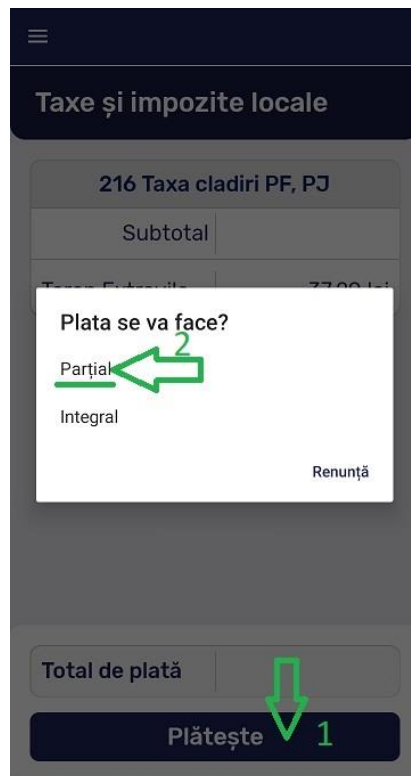 Taxe și impozite locale
216 Taxa cladiri PF, PJ
Subtotal
lei
Plata se va face?
2
Parțial
Integral
Renunță
Total de plată
Plătește 1